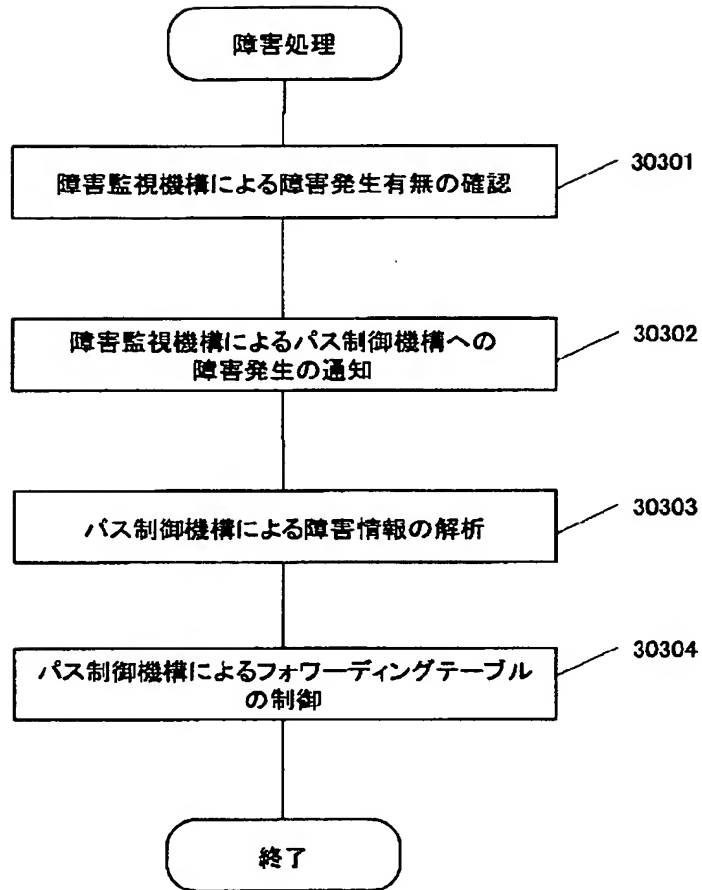 障害処理
障害監視機構による障害発生有無の確認
30301
障害監視機構によるパス制御機構への
障害発生の通知
30302
パス制御機構による障害情報の解析
30303
パス制御機構によるフォワーディングテーブル
の制御
30304
終了